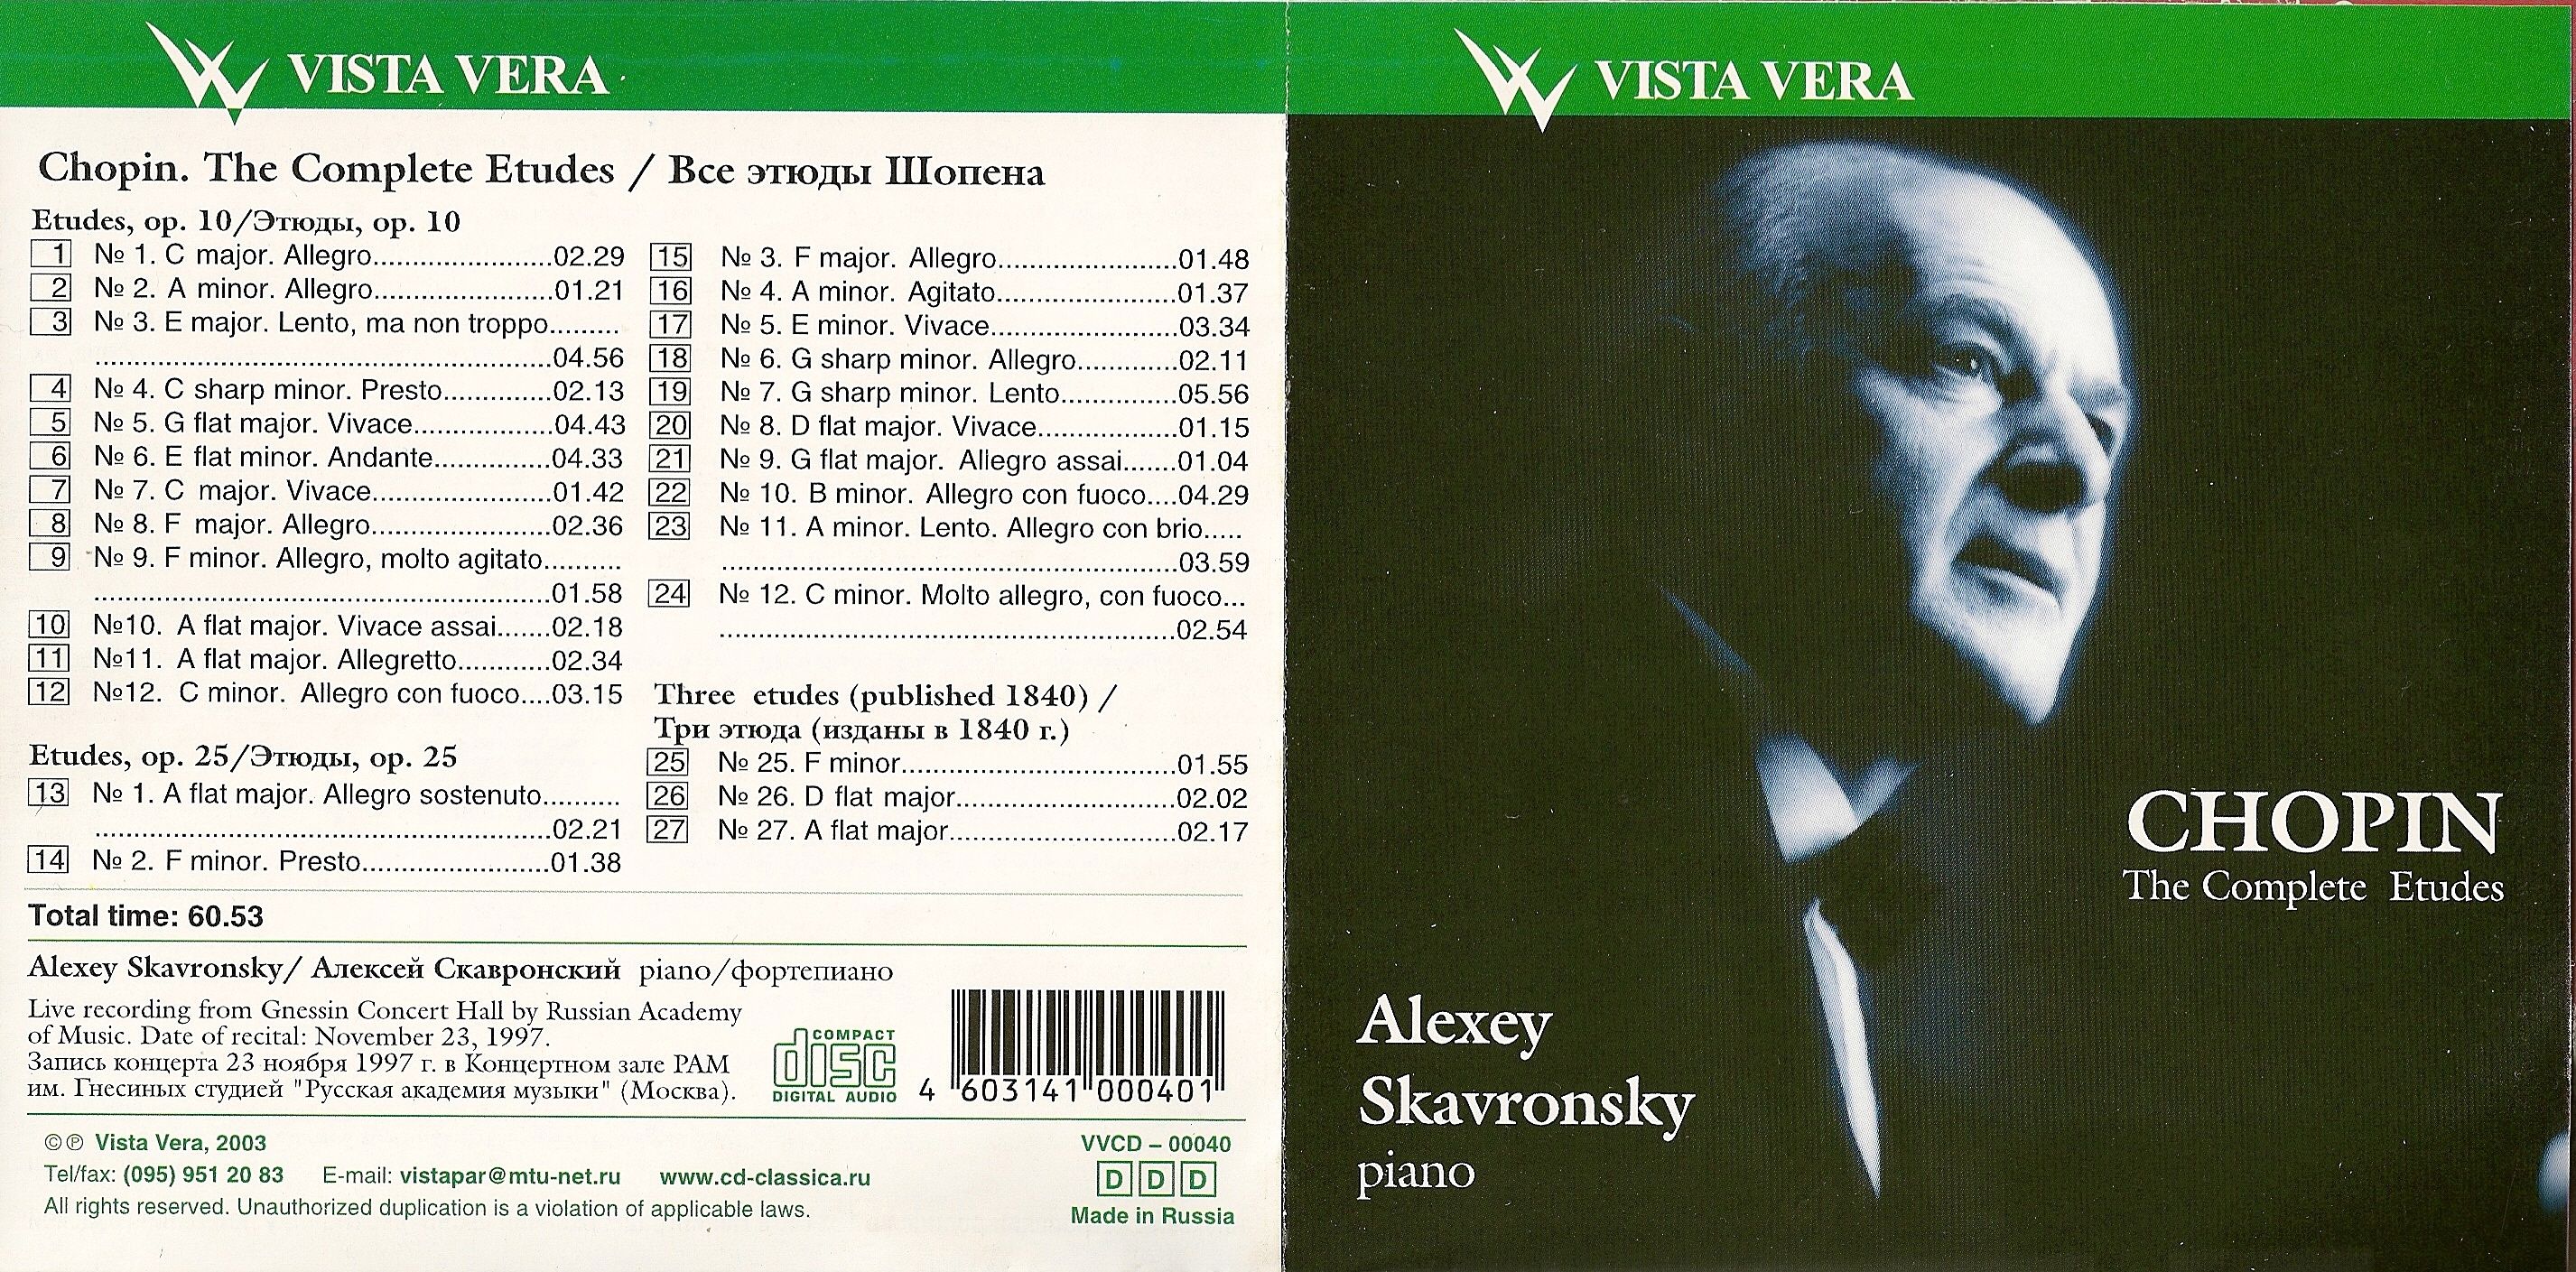 VISTA VERA
Chopin. The Complete Etudes / Все этюды Шопена
Etudes, op. 10/Этюды, op. 10
1 № 1. C major. Allegro.......................02.29
2 № 2. A minor. Allegro.......................01.21
3 № 3. E major. Lento, ma non troppo.........
..........................................................04.56
4 № 4. C sharp minor. Presto..............02.13
5 № 5. G flat major. Vivace..................04.43
6 № 6. E flat minor. Andante...............04.33
7 № 7. C major. Vivace.......................01.42
8 № 8. F major. Allegro.......................02.36
9 № 9. F minor. Allegro, molto agitato..........
..........................................................01.58
10 №10. A flat major. Vivace assai.......02.18
11 №11. A flat major. Allegretto............02.34
12 №12. C minor. Allegro con fuoco....03.15
Etudes, op. 25/Этюды, op. 25
13 № 1. A flat major. Allegro sostenuto..........
..........................................................02.21
14 № 2. F minor. Presto........................01.38
15 № 3. F major. Allegro.......................01.48
16 № 4. A minor. Agitato.......................01.37
17 № 5. E minor. Vivace........................03.34
18 № 6. G sharp minor. Allegro.............02.11
19 № 7. G sharp minor. Lento...............05.56
20 № 8. D flat major. Vivace..................01.15
21 № 9. G flat major. Allegro assai.......01.04
22 № 10. B minor. Allegro con fuoco....04.29
23 № 11. A minor. Lento. Allegro con brio.....
..........................................................03.59
24 № 12. C minor. Molto allegro, con fuoco...
..........................................................02.54
Three etudes (published 1840) /
Три этюда (изданы в 1840 г.)
25 № 25. F minor...................................01.55
26 № 26. D flat major............................02.02
27 № 27. A flat major.............................02.17
Total time: 60.53
Alexey Skavronsky/ Алексей Скавронский piano/фортепиано
Live recording from Gnessin Concert Hall by Russian Academy
of Music. Date of recital: November 23, 1997.
Запись концерта 23 ноября 1997 г. в Концертном зале РАМ
им. Гнесиных студией "Русская академия музыки" (Москва).
COMPACT
disc
DIGITAL AUDIO
4 603141 000401
©℗ Vista Vera, 2003
Tel/fax: (095) 951 20 83 E-mail: vistapar@mtu-net.ru www.cd-classica.ru
All rights reserved. Unauthorized duplication is a violation of applicable laws.
VVCD – 00040
D D D
Made in Russia
VISTA VERA
CHOPIN
The Complete Etudes
Alexey
Skavronsky
piano